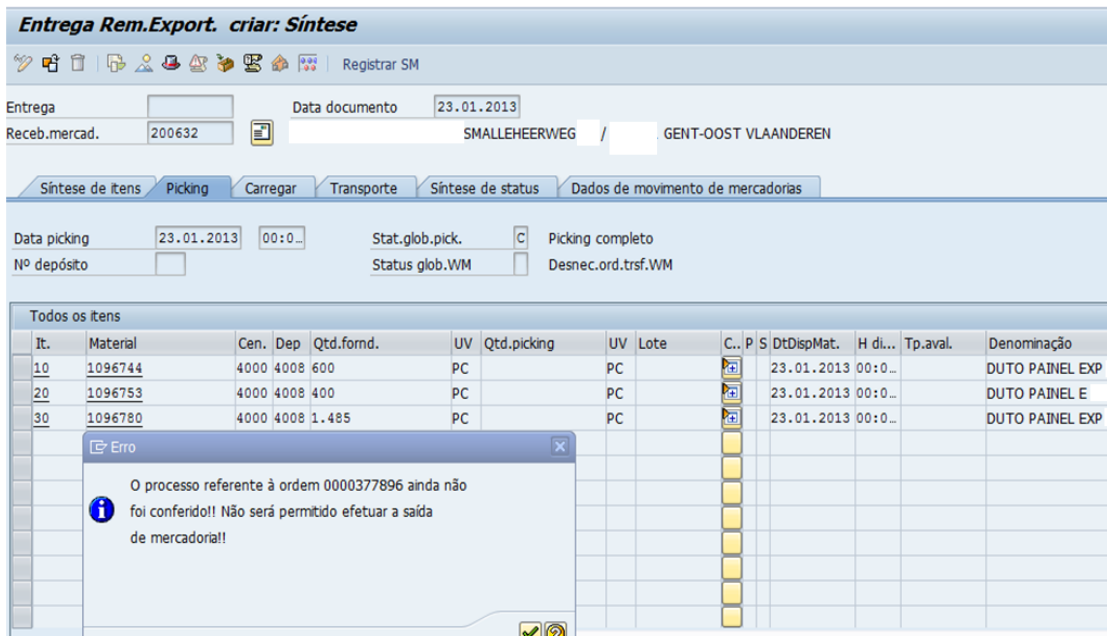 Entrega Rem.Export. criar: Síntese
Registrar SM
Entrega Data documento 23.01.2013
Receb.mercad. 200632 SMALLEHEERWEG / GENT-OOST VLAANDEREN
Síntese de itens Picking Carregar Transporte Síntese de status Dados de movimento de mercadorias
Data picking 23.01.2013 00:0... Stat.glob.pick. C Picking completo
Nº depósito Status glob.WM Desnec.ord.trsf.WM
Todos os itens
It. Material Cen. Dep Qtd.fornd. UV Qtd.picking UV Lote C.. P S DtDispMat. H di... Tp.aval. Denominação
10 1096744 4000 4008 600 PC PC 23.01.2013 00:0... DUTO PAINEL EXP
20 1096753 4000 4008 400 PC PC 23.01.2013 00:0... DUTO PAINEL E
30 1096780 4000 4008 1.485 PC PC 23.01.2013 00:0... DUTO PAINEL EXP
Erro
O processo referente à ordem 0000377896 ainda não
foi conferido!! Não será permitido efetuar a saída
de mercadoria!!